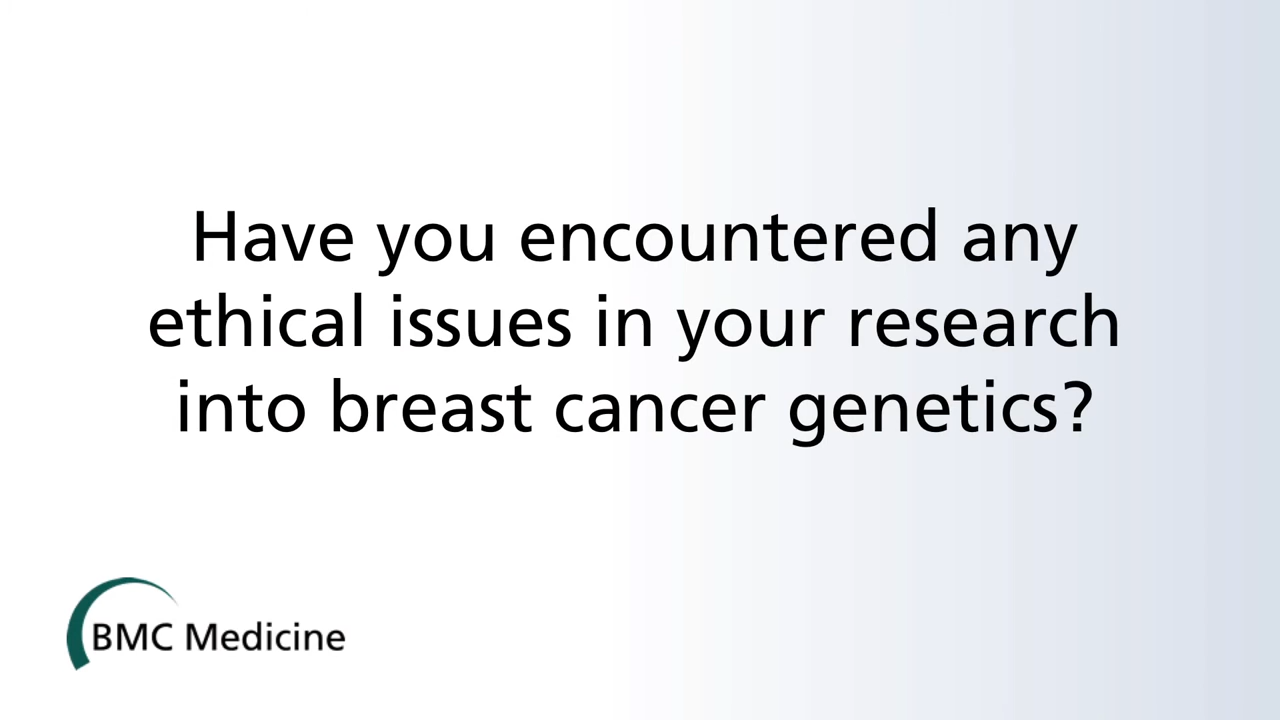 Have you encountered any
ethical issues in your research
into breast cancer genetics?
BMC Medicine